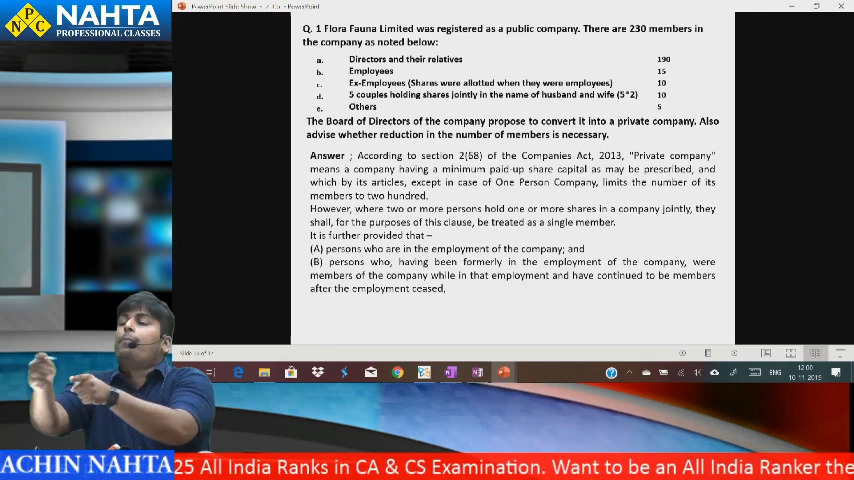 NPC
NAHTA
PROFESSIONAL CLASSES
PowerPoint Slide Show
PowerPoint
Q. 1 Flora Fauna Limited was registered as a public company. There are 230 members in
the company as noted below:
a. Directors and their relatives 190
b. Employees 15
c. Ex-Employees (Shares were allotted when they were employees) 10
d. 5 couples holding shares jointly in the name of husband and wife (5*2) 10
e. Others 5
The Board of Directors of the company propose to convert it into a private company. Also
advise whether reduction in the number of members is necessary.
Answer ; According to section 2(68) of the Companies Act, 2013, "Private company"
means a company having a minimum paid-up share capital as may be prescribed, and
which by its articles, except in case of One Person Company, limits the number of its
members to two hundred.
However, where two or more persons hold one or more shares in a company jointly, they
shall, for the purposes of this clause, be treated as a single member.
It is further provided that –
(A) persons who are in the employment of the company; and
(B) persons who, having been formerly in the employment of the company, were
members of the company while in that employment and have continued to be members
after the employment ceased,
ENG
12:00
10-11-2019
ACHIN NAHTA 25 All India Ranks in CA & CS Examination. Want to be an All India Ranker the